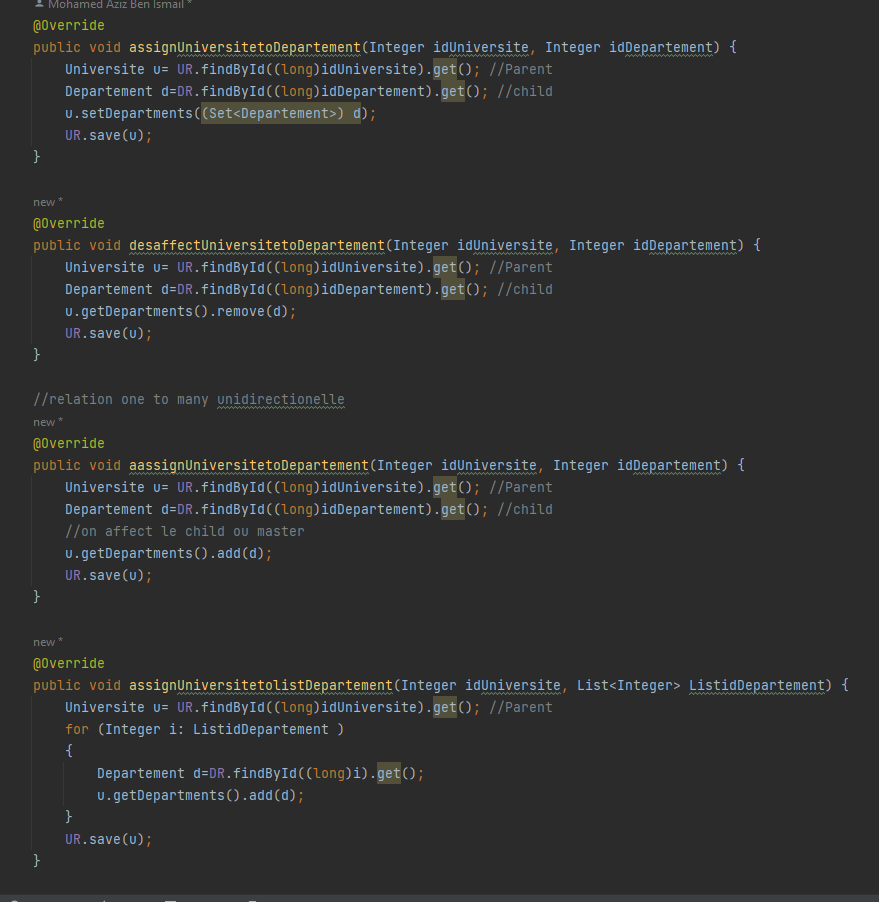 Mohamed Aziz Ben Ismail *
@Override
public void assignUniversitetoDepartement(Integer idUniversite, Integer idDepartement) {
    Universite u= UR.findById((long)idUniversite).get(); //Parent
    Departement d=DR.findById((long)idDepartement).get(); //child
    u.setDepartments((Set<Departement>) d);
    UR.save(u);
}
new *
@Override
public void desaffectUniversitetoDepartement(Integer idUniversite, Integer idDepartement) {
    Universite u= UR.findById((long)idUniversite).get(); //Parent
    Departement d=DR.findById((long)idDepartement).get(); //child
    u.getDepartments().remove(d);
    UR.save(u);
}
//relation one to many unidirectionelle
new *
@Override
public void aassignUniversitetoDepartement(Integer idUniversite, Integer idDepartement) {
    Universite u= UR.findById((long)idUniversite).get(); //Parent
    Departement d=DR.findById((long)idDepartement).get(); //child
    //on affect le child ou master
    u.getDepartments().add(d);
    UR.save(u);
}
new *
@Override
public void assignUniversitetolistDepartement(Integer idUniversite, List<Integer> ListidDepartement) {
    Universite u= UR.findById((long)idUniversite).get(); //Parent
    for (Integer i: ListidDepartement )
    {
        Departement d=DR.findById((long)i).get();
        u.getDepartments().add(d);
    }
    UR.save(u);
}